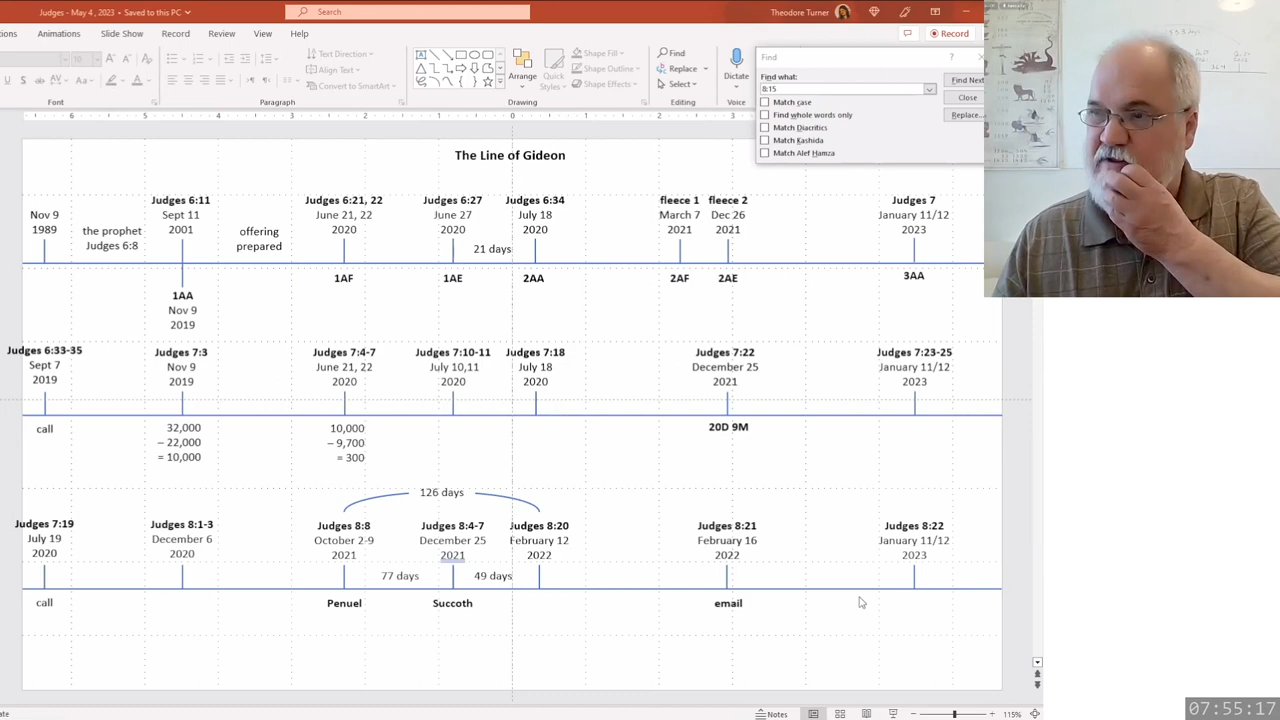 Judges - May 4, 2023 • Saved to this PC
Search
Theodore Turner
Animations
Slide Show
Record
Review
View
Help
Record
Text Direction
Align Text
Convert to SmartArt
Paragraph
Arrange
Quick Styles
Shape Fill
Shape Outline
Shape Effects
Drawing
Find
Replace
Select
Editing
Dictate
Voice
Find
Find what:
8:15
Match case
Find whole words only
Match Diacritics
Match Kashida
Match Alef Hamza
Find Next
Close
Replace...
The Line of Gideon
Nov 9
1989
the prophet
Judges 6:8
Judges 6:11
Sept 11
2001
offering
prepared
Judges 6:21, 22
June 21, 22
2020
Judges 6:27
June 27
2020
21 days
Judges 6:34
July 18
2020
fleece 1
March 7
2021
fleece 2
Dec 26
2021
Judges 7
January 11/12
2023
1AA
Nov 9
2019
1AF
1AE
2AA
2AF
2AE
3AA
Judges 6:33-35
Sept 7
2019
call
Judges 7:3
Nov 9
2019
32,000
– 22,000
= 10,000
Judges 7:4-7
June 21, 22
2020
10,000
– 9,700
= 300
Judges 7:10-11
July 10,11
2020
Judges 7:18
July 18
2020
Judges 7:22
December 25
2021
20D 9M
Judges 7:23-25
January 11/12
2023
126 days
Judges 7:19
July 19
2020
call
Judges 8:1-3
December 6
2020
Judges 8:8
October 2-9
2021
Penuel
77 days
Judges 8:4-7
December 25
2021
Succoth
49 days
Judges 8:20
February 12
2022
Judges 8:21
February 16
2022
email
Judges 8:22
January 11/12
2023
Notes
115%
07:55:17